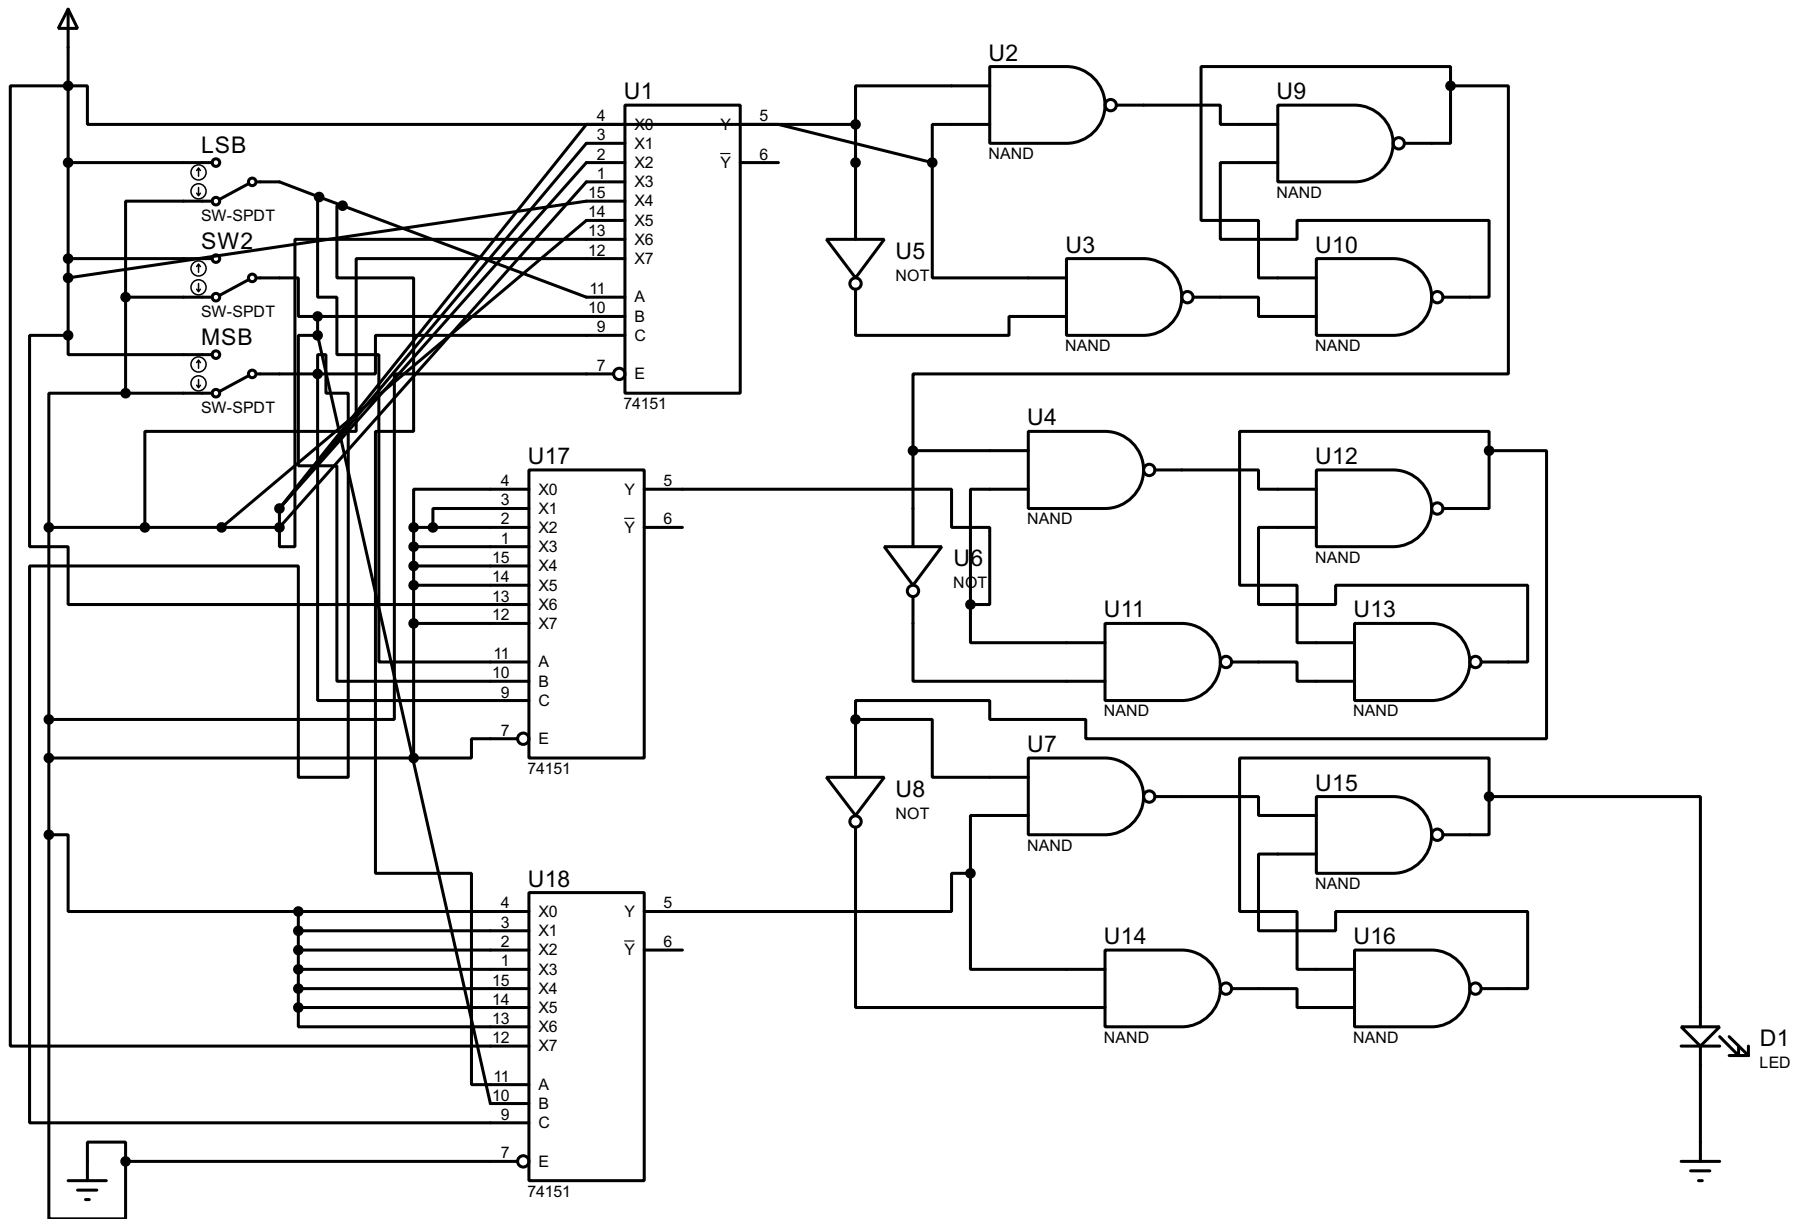 U1
4 X0 Y 5
3 X1
2 X2 Y 6
1 X3
15 X4
14 X5
13 X6
12 X7
11 A
10 B
9 C
7 E
74151
LSB
SW-SPDT
SW2
SW-SPDT
MSB
SW-SPDT
U2
NAND
U9
NAND
U5
NOT
U3
NAND
U10
NAND
U17
4 X0 Y 5
3 X1
2 X2 Y 6
1 X3
15 X4
14 X5
13 X6
12 X7
11 A
10 B
9 C
7 E
74151
U4
NAND
U12
NAND
U6
NOT
U11
NAND
U13
NAND
U7
NAND
U15
NAND
U8
NOT
U14
NAND
U16
NAND
U18
4 X0 Y 5
3 X1
2 X2 Y 6
1 X3
15 X4
14 X5
13 X6
12 X7
11 A
10 B
9 C
7 E
74151
D1
LED